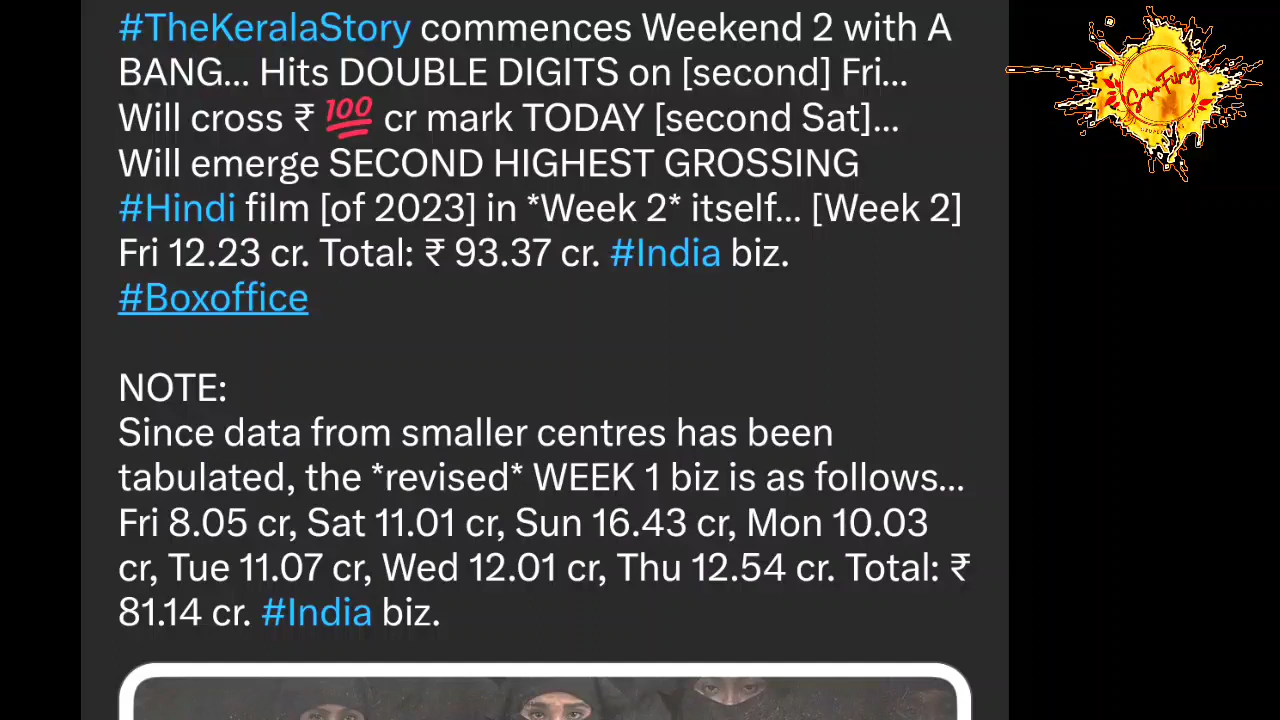 #TheKeralaStory commences Weekend 2 with A
BANG... Hits DOUBLE DIGITS on [second] Fri...
Will cross ₹ 💯 cr mark TODAY [second Sat]...
Will emerge SECOND HIGHEST GROSSING
#Hindi film [of 2023] in *Week 2* itself... [Week 2]
Fri 12.23 cr. Total: ₹ 93.37 cr. #India biz.
#Boxoffice
NOTE:
Since data from smaller centres has been
tabulated, the *revised* WEEK 1 biz is as follows...
Fri 8.05 cr, Sat 11.01 cr, Sun 16.43 cr, Mon 10.03
cr, Tue 11.07 cr, Wed 12.01 cr, Thu 12.54 cr. Total: ₹
81.14 cr. #India biz.